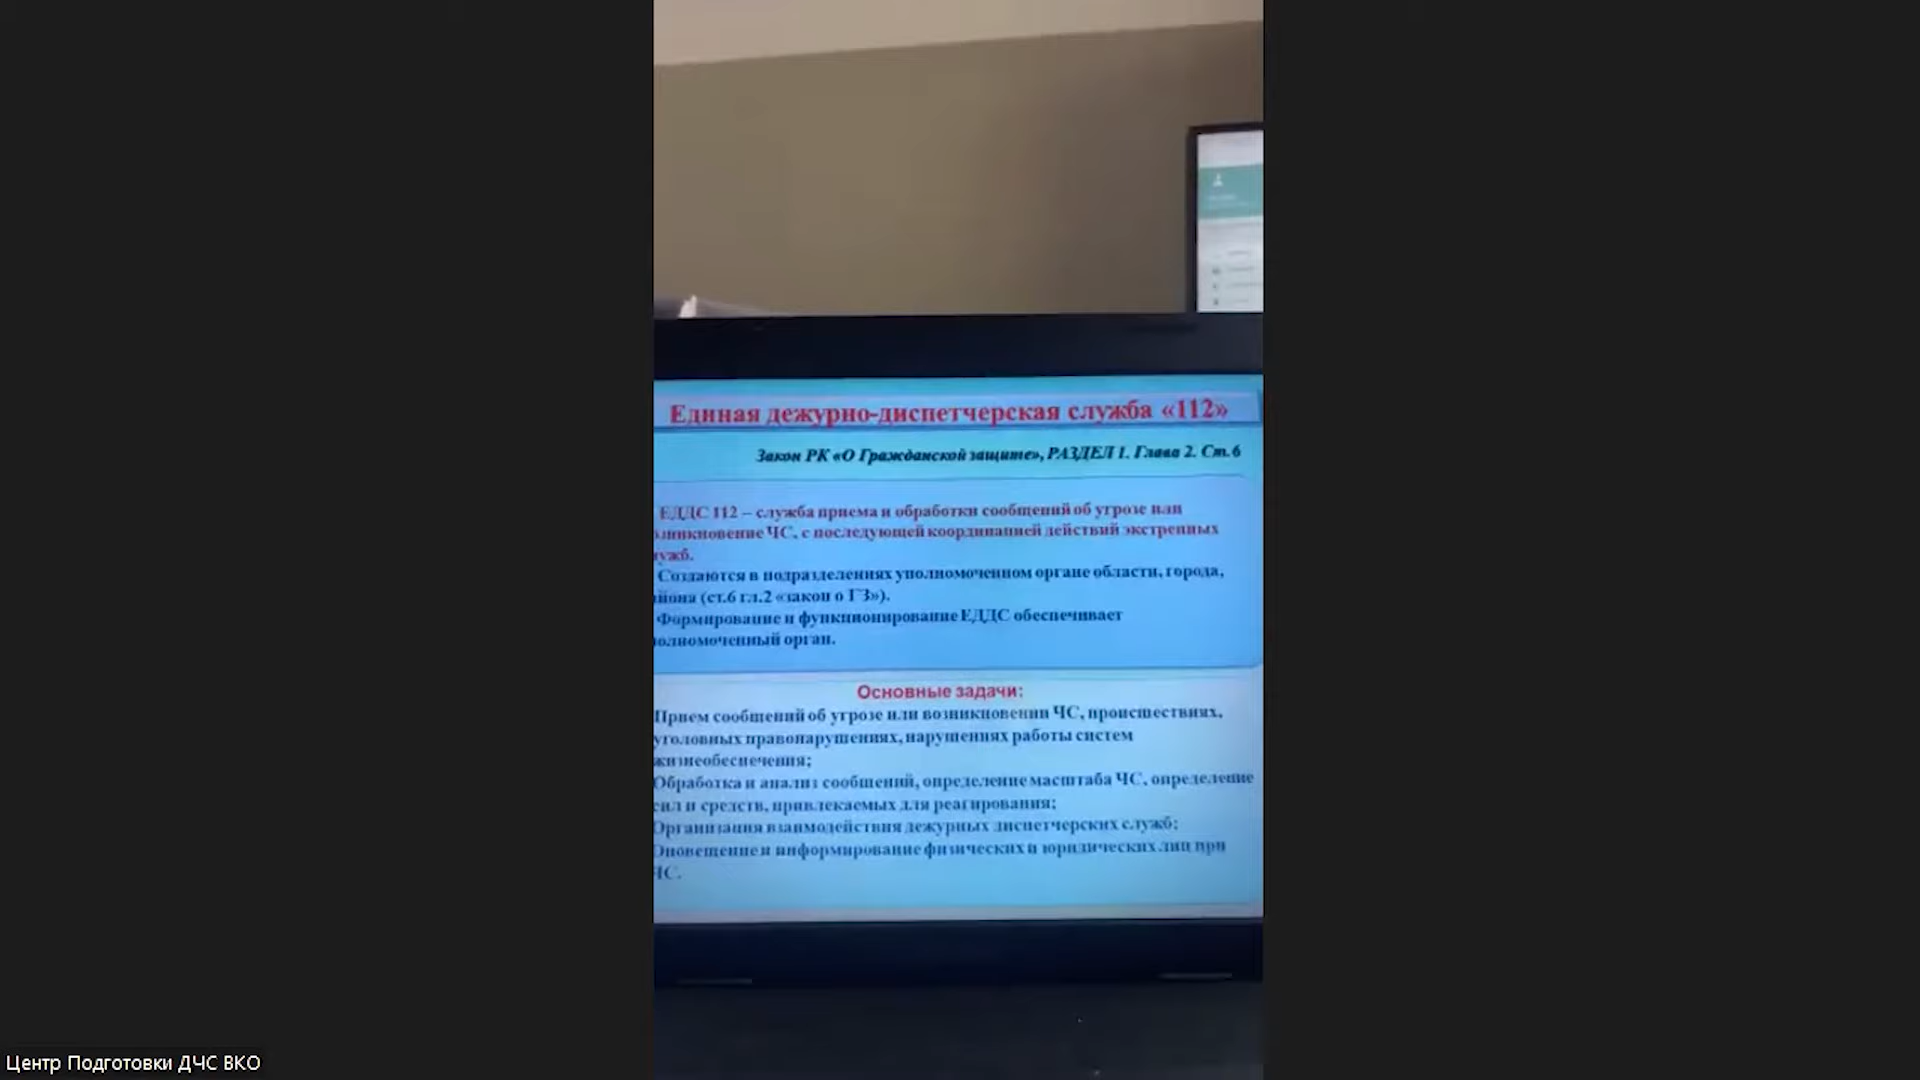 Единая дежурно-диспетчерская служба «112»
Закон РК «О Гражданской защите», РАЗДЕЛ 1. Глава 2. Ст.6
ЕДДС 112 – служба приема и обработки сообщений об угрозе или
зникновение ЧС, с последующей координацией действий экстренных
ужб.
Создаются в подразделениях уполномоченном органе области, города,
йона (ст.6 гл.2 «закон о ГЗ»).
Формирование и функционирование ЕДДС обеспечивает
олномоченный орган.
Основные задачи:
Прием сообщений об угрозе или возникновении ЧС, происшествиях,
уголовных правонарушениях, нарушениях работы систем
жизнеобеспечения;
Обработка и анализ сообщений, определение масштаба ЧС, определение
сил и средств, привлекаемых для реагирования;
Организация взаимодействия дежурных диспетчерских служб;
Оповещение и информирование физических и юридических лиц при
ЧС.
Центр Подготовки ДЧС ВКО